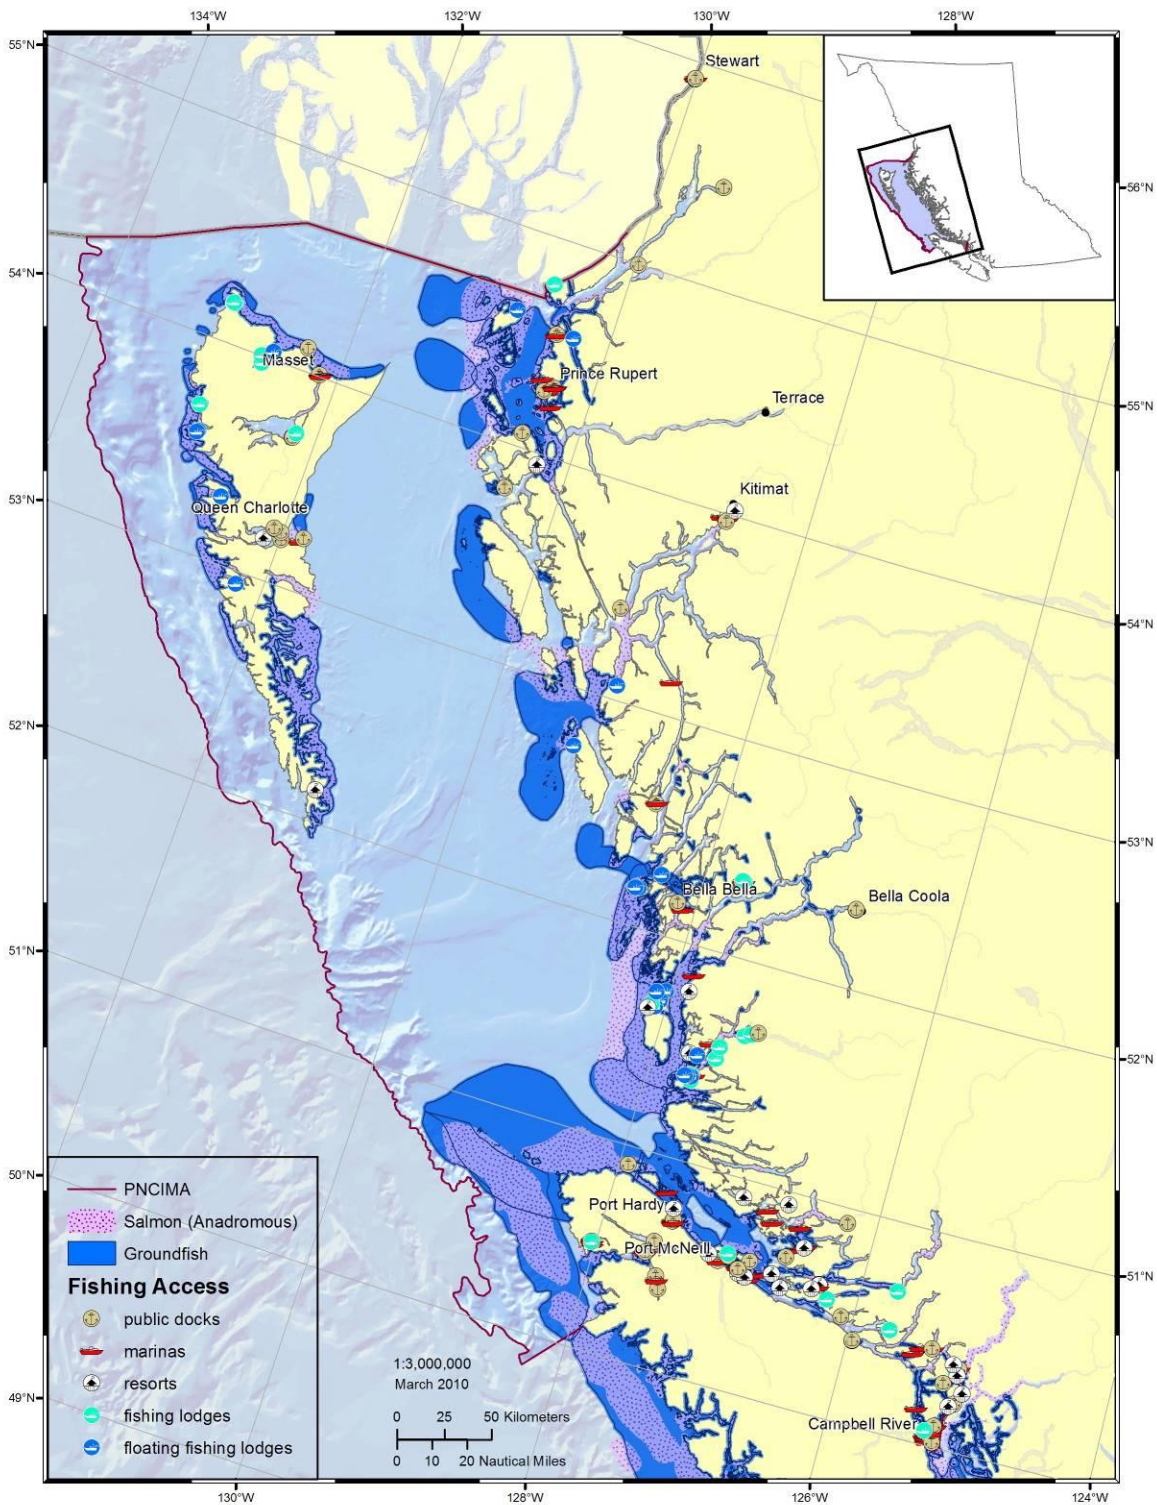 134°W
132°W
130°W
128°W
55°N
Stewart
56°N
54°N
Masset
Prince Rupert
Terrace
55°N
Kitimat
53°N
Queen Charlotte
54°N
52°N
53°N
Bella Bella
Bella Coola
51°N
52°N
50°N
PNCIMA
Salmon (Anadromous)
Groundfish
Fishing Access
public docks
marinas
resorts
fishing lodges
floating fishing lodges
Port Hardy
Port McNeill
51°N
1:3,000,000
March 2010
0 25 50 Kilometers
0 10 20 Nautical Miles
49°N
Campbell River
50°N
130°W
128°W
126°W
124°W